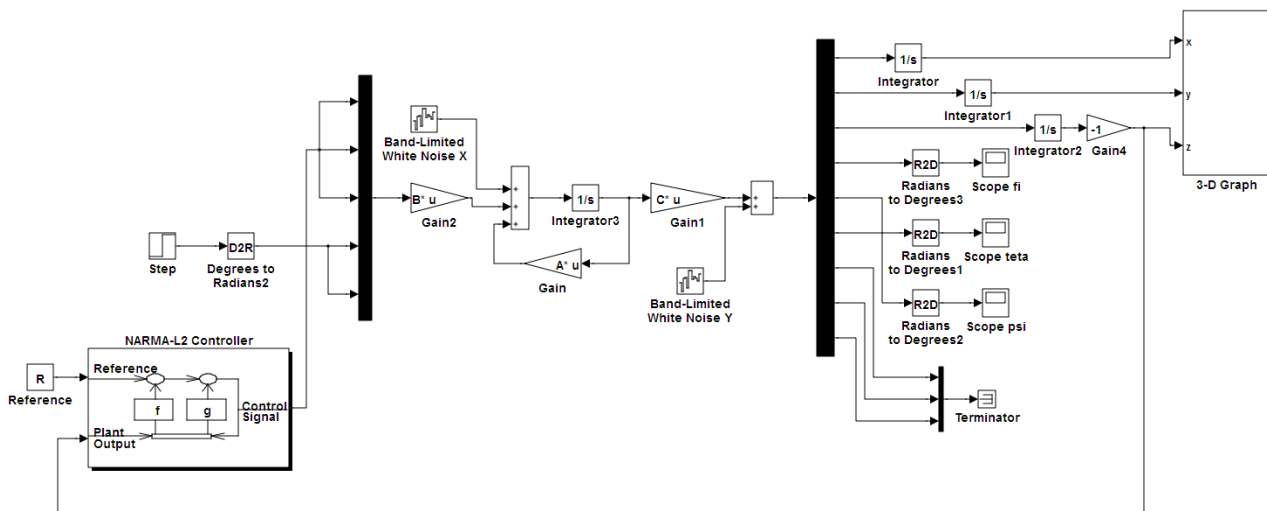 x
1/s
Integrator
y
1/s
Integrator1
1/s
Integrator2
-1
Gain4
z
3-D Graph
Band-Limited
White Noise X
R2D
Radians
to Degrees3
Scope fi
B* u
Gain2
+
+
+
1/s
Integrator3
C* u
Gain1
+
+
Step
D2R
Degrees to
Radians2
A* u
Gain
R2D
Radians
to Degrees1
Scope teta
Band-Limited
White Noise Y
R2D
Radians
to Degrees2
Scope psi
NARMA-L2 Controller
R
Reference
Reference
f
g
Control
Signal
Plant
Output
Terminator